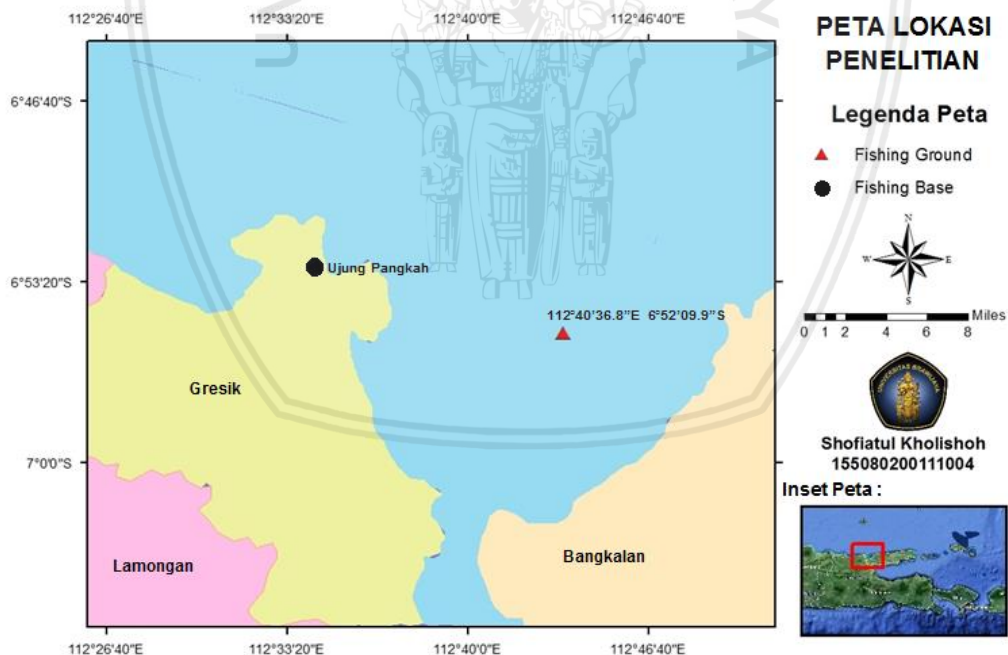 112°26'40"E 112°33'20"E 112°40'0"E 112°46'40"E
PETA LOKASI
PENELITIAN
6°46'40"S
Legenda Peta
Fishing Ground
Fishing Base
Ujung Pangkah
6°53'20"S
N
W E
S
112°40'36.8"E 6°52'09.9"S
Miles
0 1 2 4 6 8
Gresik
UNIVERSITAS BRAWIJAYA
Shofiatul Kholishoh
155080200111004
7°0'0"S
Inset Peta :
Lamongan
Bangkalan
112°26'40"E 112°33'20"E 112°40'0"E 112°46'40"E
YA